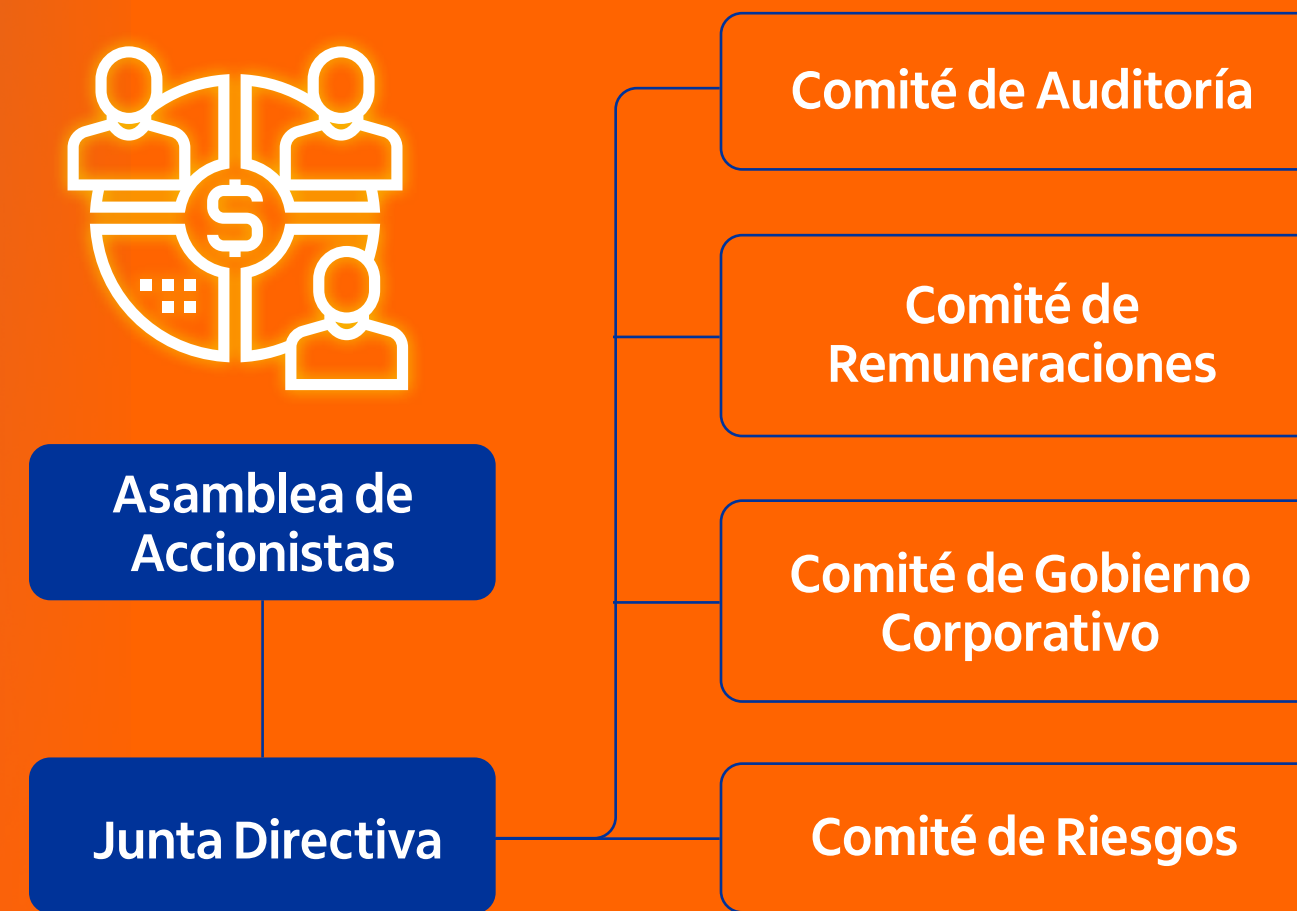 Asamblea de
Accionistas
Junta Directiva
Comité de Auditoría
Comité de
Remuneraciones
Comité de Gobierno
Corporativo
Comité de Riesgos
$